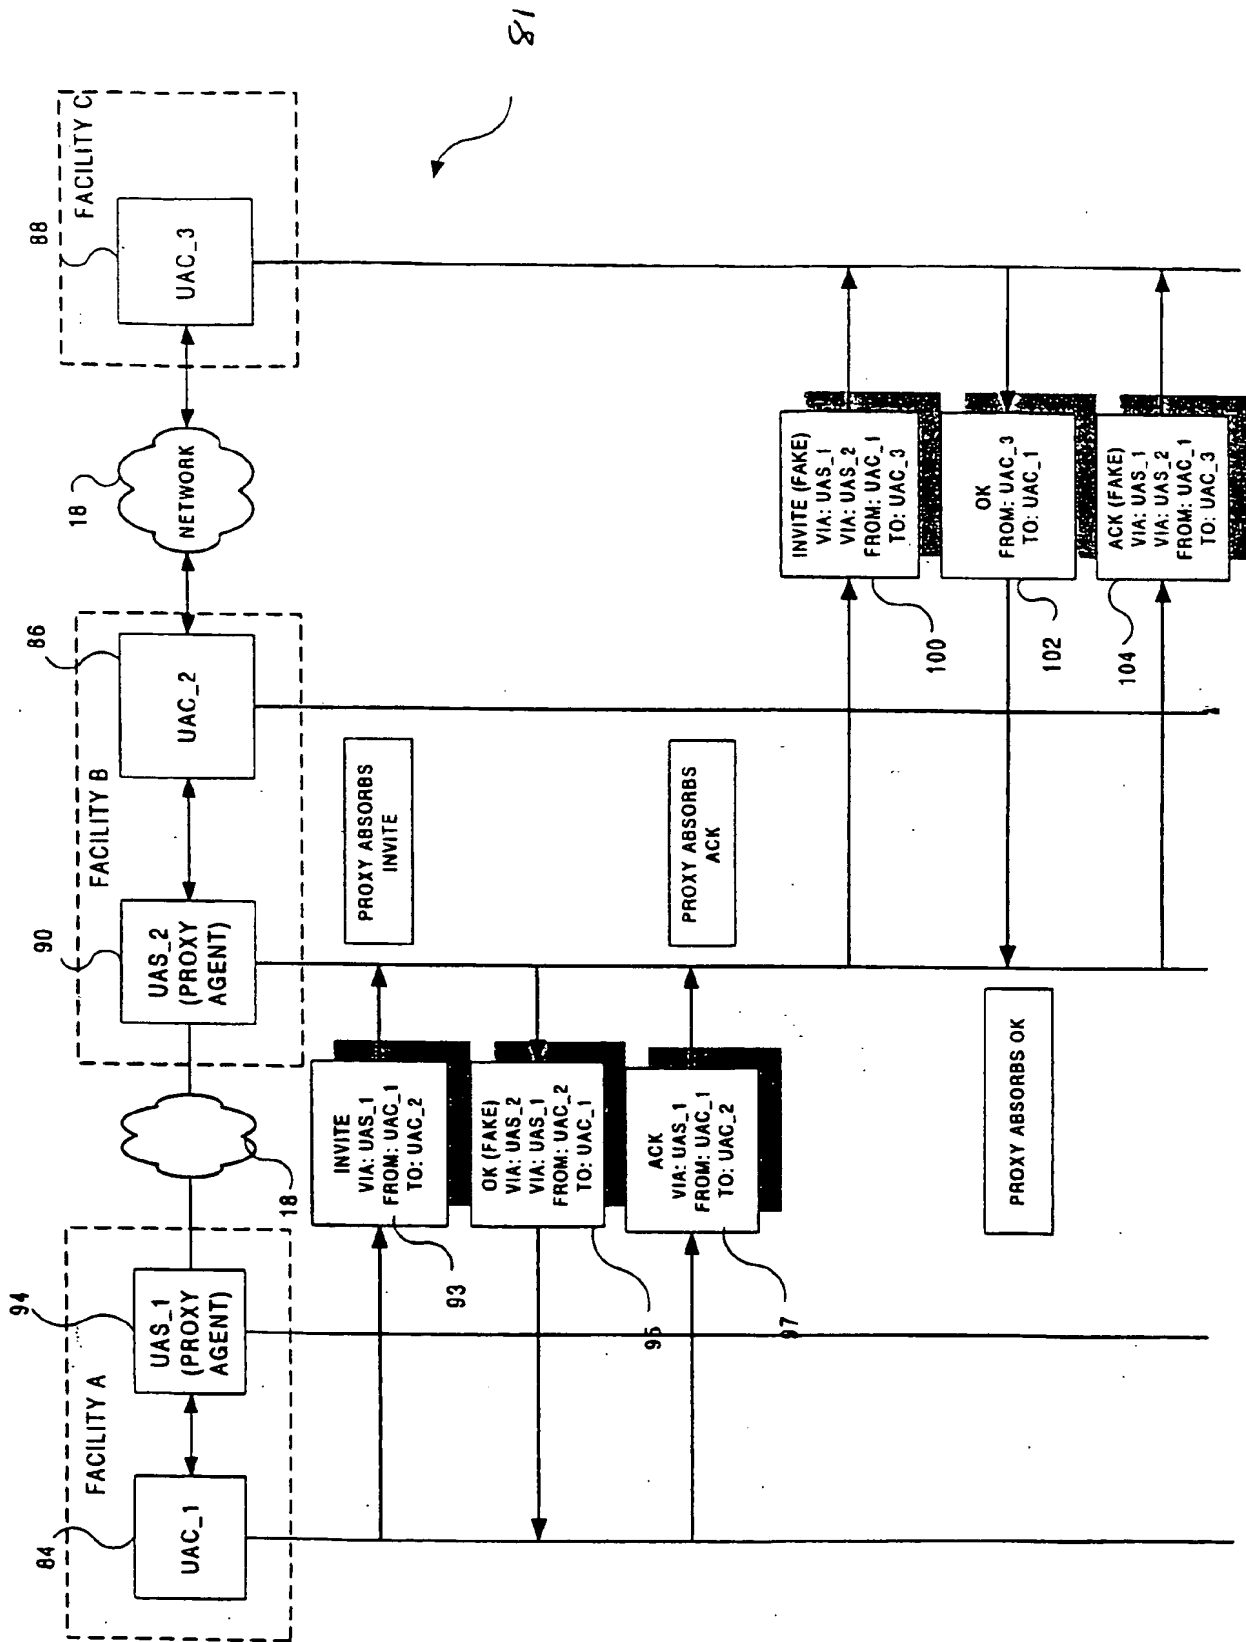 18
FACILITY A
84
UAC_1
94
UAS_1
(PROXY
AGENT)
18
FACILITY B
90
UAS_2
(PROXY
AGENT)
86
UAC_2
18
NETWORK
FACILITY C
88
UAC_3
INVITE
VIA: UAS_1
FROM: UAC_1
TO: UAC_2
93
PROXY ABSORBS
INVITE
OK (FAKE)
VIA: UAS_2
VIA: UAS_1
FROM: UAC_2
TO: UAC_1
95
ACK
VIA: UAS_1
FROM: UAC_1
TO: UAC_2
97
PROXY ABSORBS
ACK
INVITE (FAKE)
VIA: UAS_1
VIA: UAS_2
FROM: UAC_1
TO: UAC_3
100
OK
FROM: UAC_3
TO: UAC_1
102
PROXY ABSORBS OK
ACK (FAKE)
VIA: UAS_1
VIA: UAS_2
FROM: UAC_1
TO: UAC_3
104